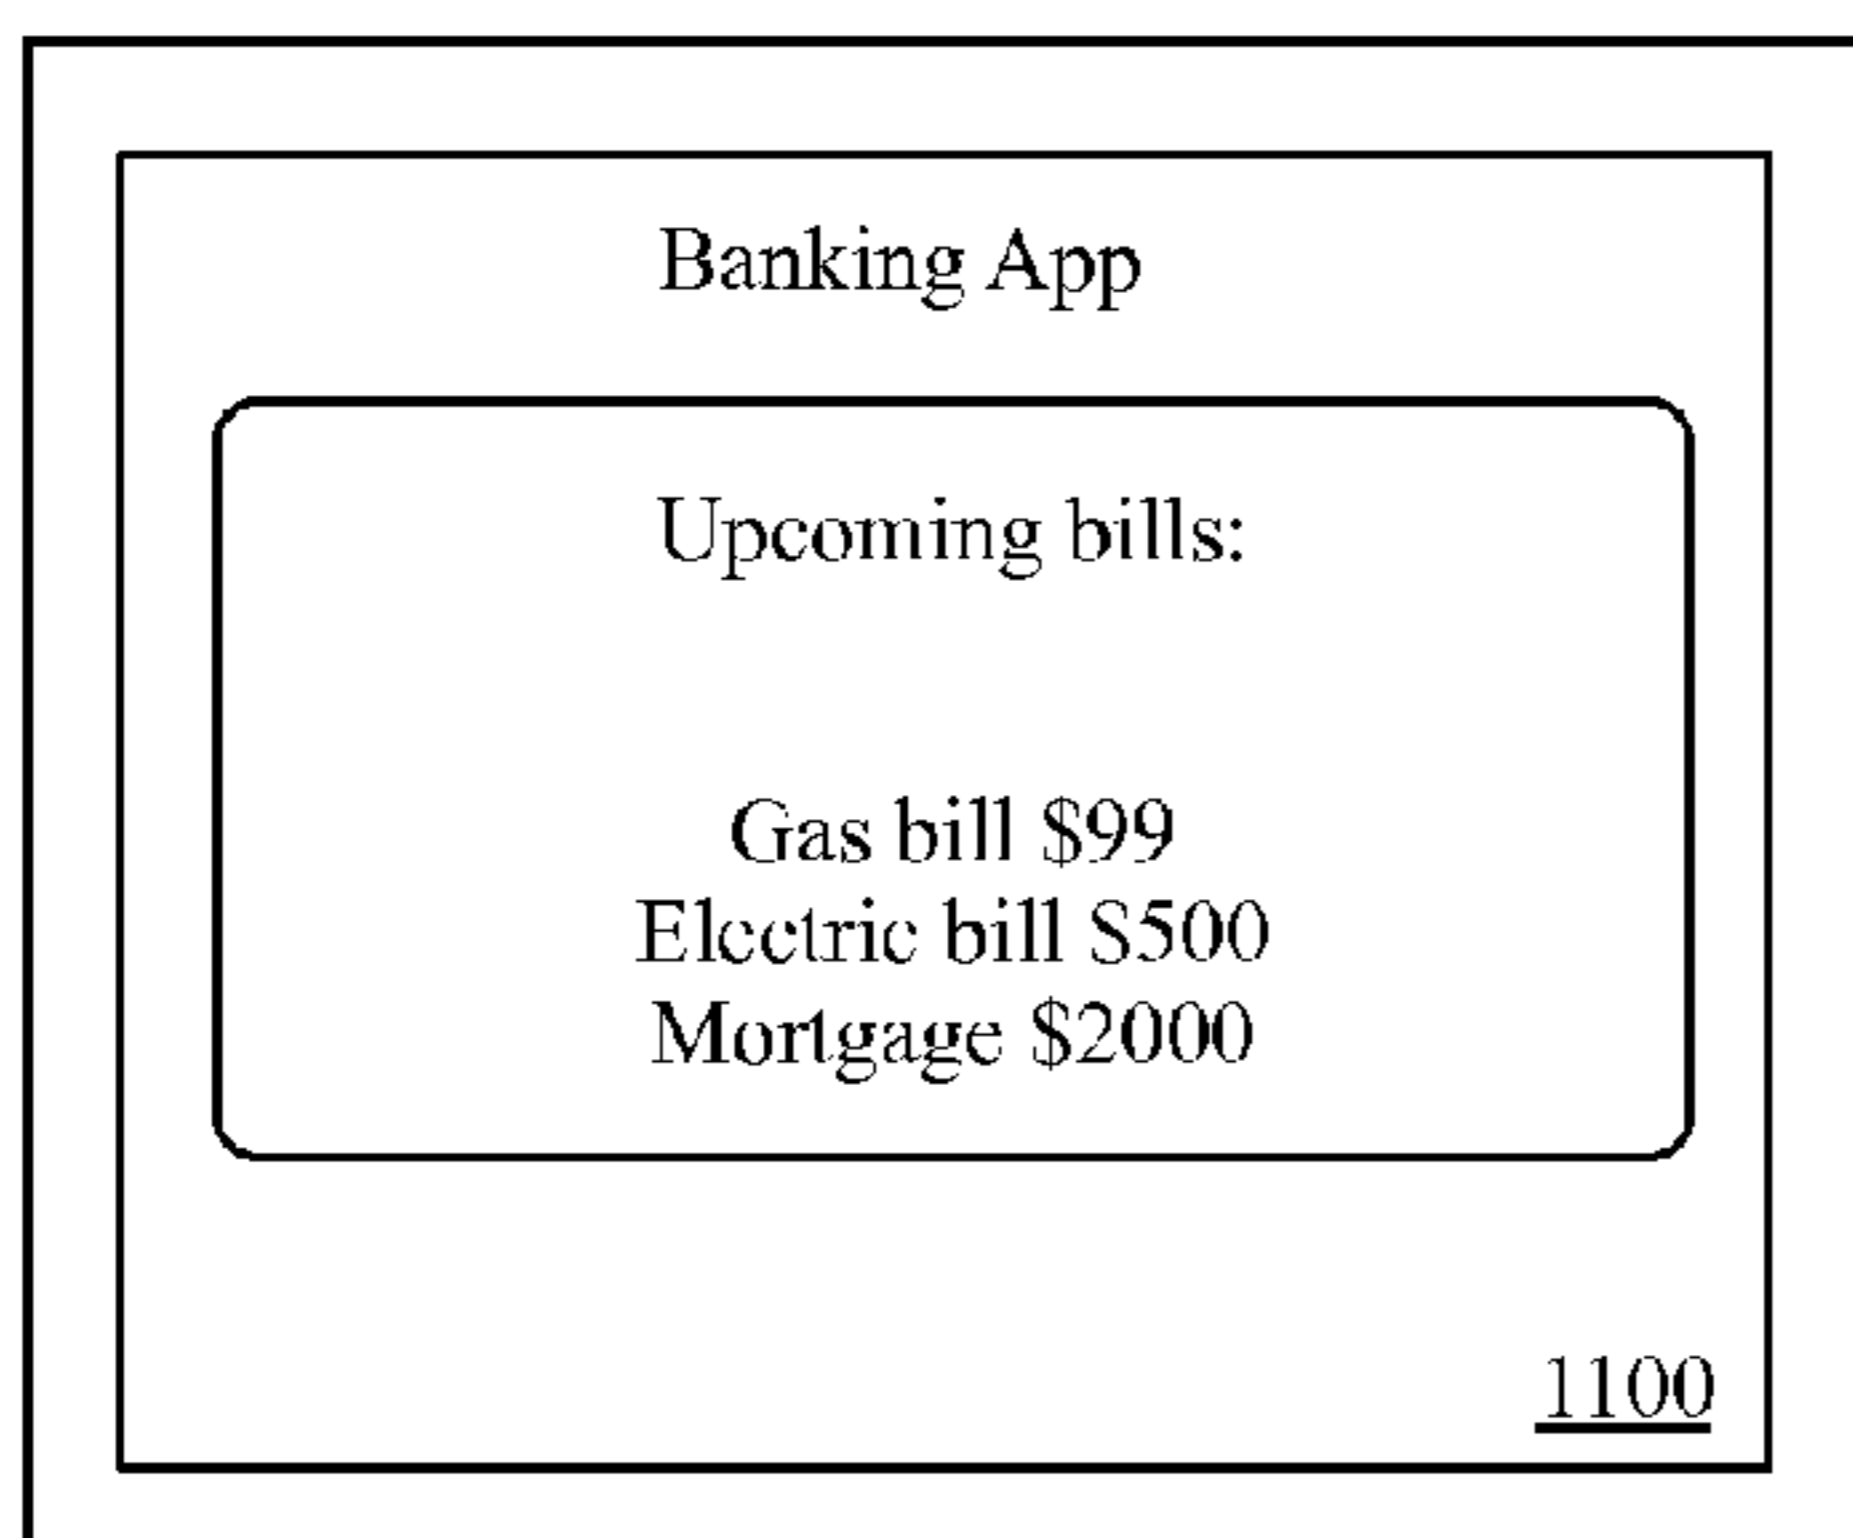 Banking App
Upcoming bills:
Gas bill $99
Electric bill $500
Mortgage $2000
1100